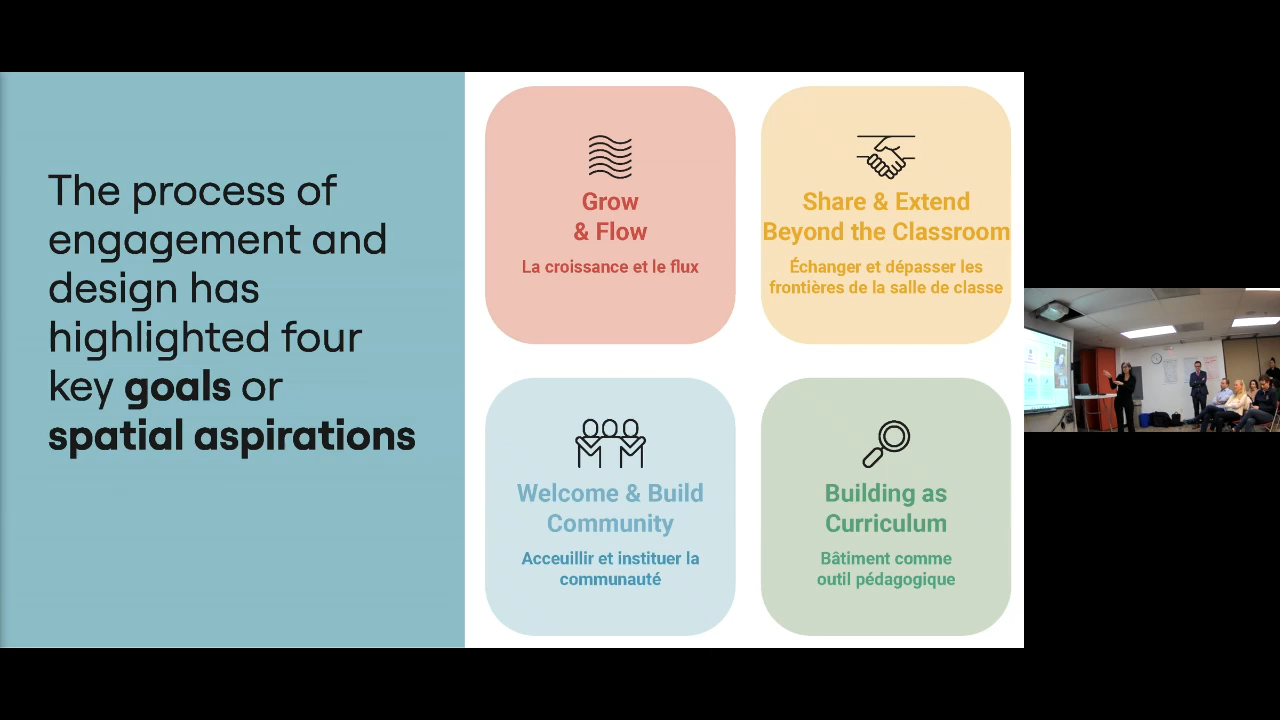 The process of
engagement and
design has
highlighted four
key goals or
spatial aspirations
Grow
& Flow
La croissance et le flux
Share & Extend
Beyond the Classroom
Échanger et dépasser les
frontières de la salle de classe
Welcome & Build
Community
Acceuillir et instituer la
communauté
Building as
Curriculum
Bâtiment comme
outil pédagogique